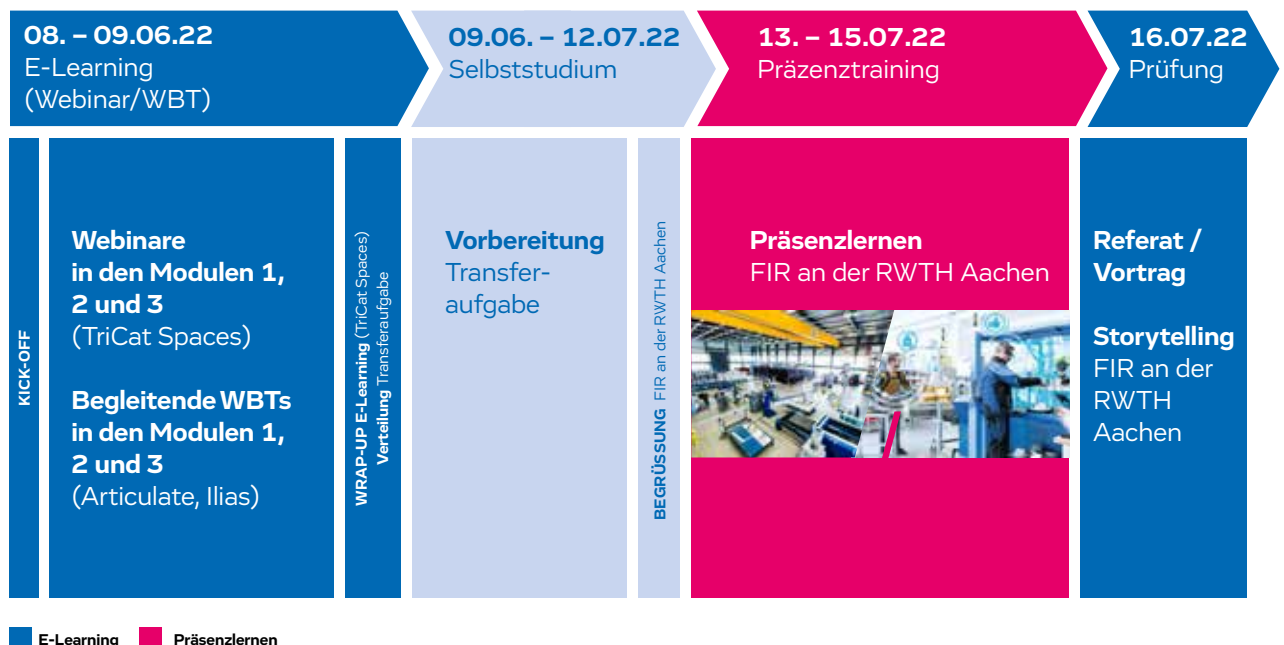 08. – 09.06.22
E-Learning
(Webinar/WBT)
09.06. – 12.07.22
Selbststudium
13. – 15.07.22
Präzenztraining
16.07.22
Prüfung
KICK-OFF
Webinare
in den Modulen 1,
2 und 3
(TriCat Spaces)
Begleitende WBTs
in den Modulen 1,
2 und 3
(Articulate, Ilias)
WRAP-UP E-Learning (TriCat Spaces)
Verteilung Transferaufgabe
Vorbereitung
Transfer-
aufgabe
BEGRÜSSUNG FIR an der RWTH Aachen
Präsenzlernen
FIR an der RWTH Aachen
Referat /
Vortrag
Storytelling
FIR an der
RWTH
Aachen
E-Learning
Präsenzlernen